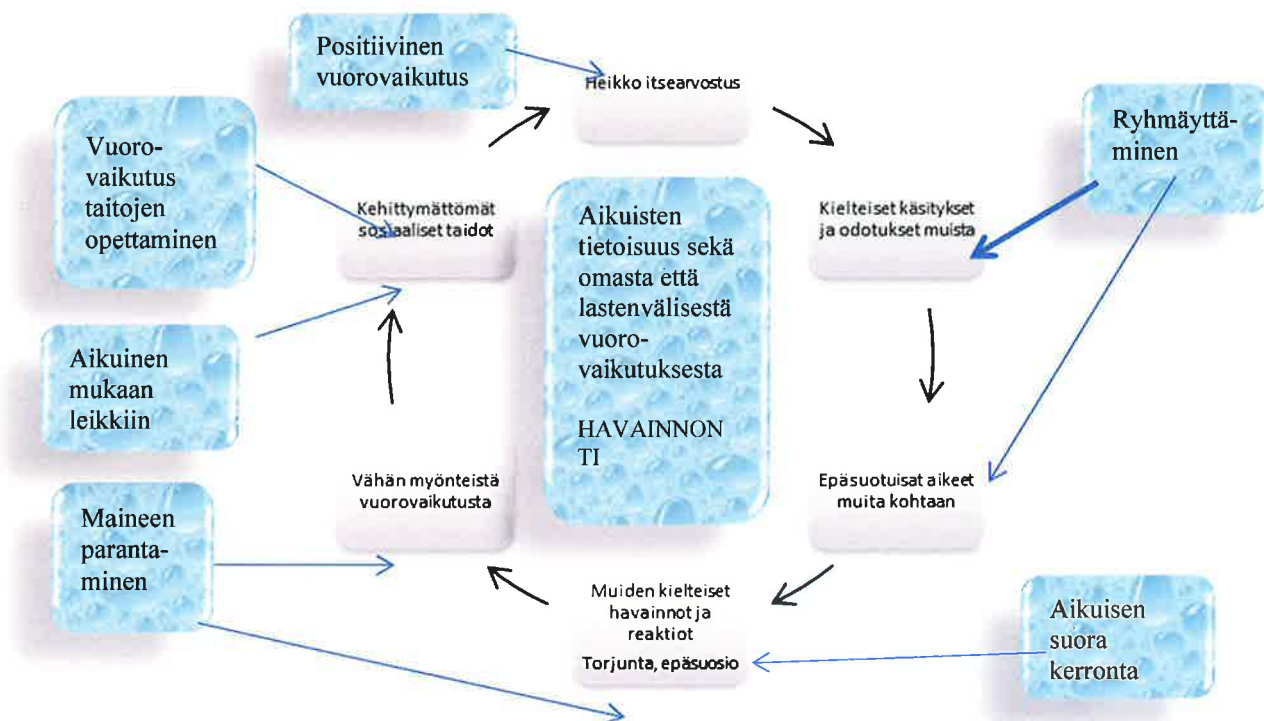 Positiivinen
vuorovaikutus
Heikko itsearvostus
Vuoro-
vaikutus
taitojen
opettaminen
Ryhmäyttä-
minen
Kehittymättömät
sosiaaliset taidot
Aikuisten
tietoisuus sekä
omasta että
lastenvälisestä
vuoro-
vaikutuksesta
HAVAINNON
TI
Kielteiset käsitykset
ja odotukset muista
Aikuinen
mukaan
leikkiin
Vähän myönteistä
vuorovaikutusta
Epäsuotuisat aikeet
muita kohtaan
Maineen
paranta-
minen
Muiden kielteiset
havainnot ja
reaktiot
Torjunta, epäsuosio
Aikuisen
suora
kerronta